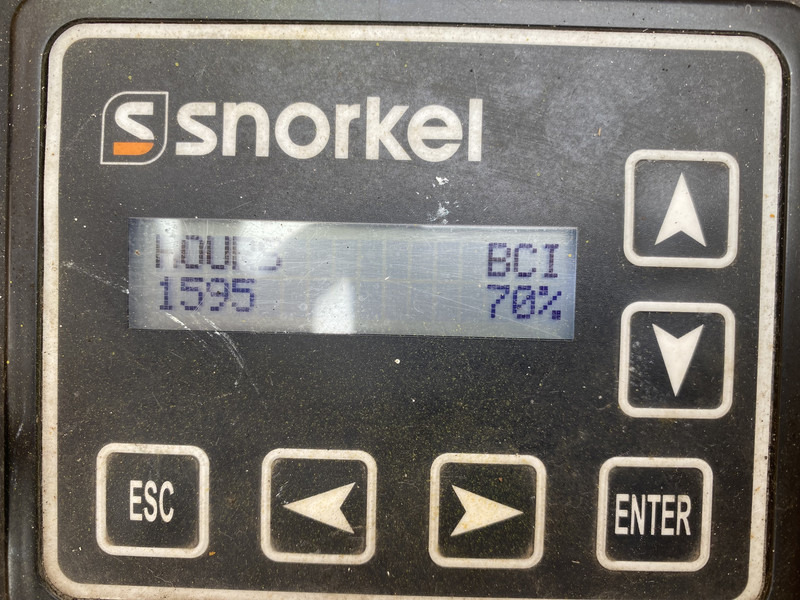 snorkel
HOURS BCI
1595 70%
ESC
ENTER